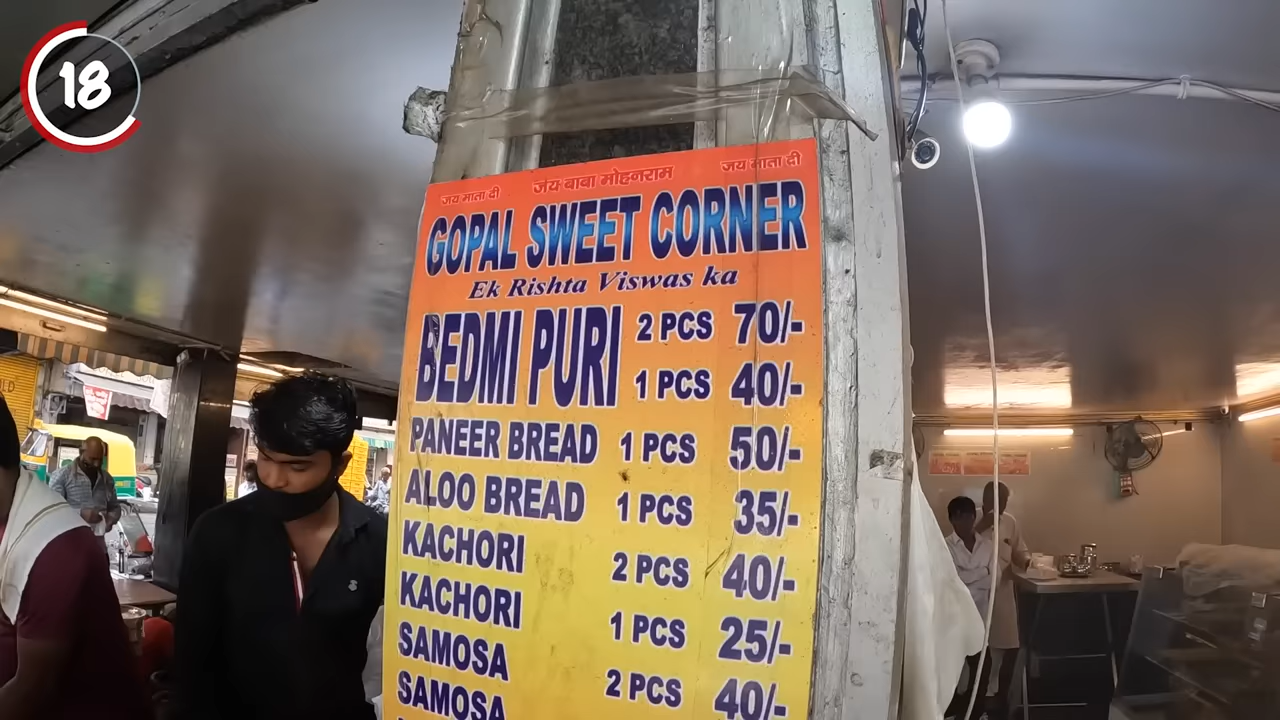 18
जय माता दी जय बाबा मोहनराम जय माता दी
GOPAL SWEET CORNER
Ek Rishta Viswas ka
BEDMI PURI 2 PCS 70/-
1 PCS 40/-
PANEER BREAD 1 PCS 50/-
ALOO BREAD 1 PCS 35/-
KACHORI 2 PCS 40/-
KACHORI 1 PCS 25/-
SAMOSA 2 PCS 40/-
SAMOSA